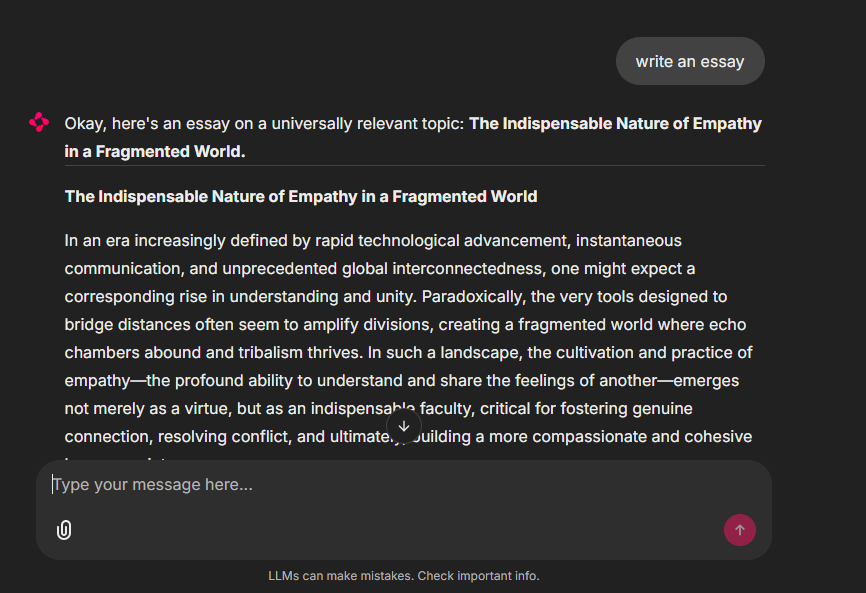 write an essay
Okay, here's an essay on a universally relevant topic: The Indispensable Nature of Empathy
in a Fragmented World.
The Indispensable Nature of Empathy in a Fragmented World
In an era increasingly defined by rapid technological advancement, instantaneous
communication, and unprecedented global interconnectedness, one might expect a
corresponding rise in understanding and unity. Paradoxically, the very tools designed to
bridge distances often seem to amplify divisions, creating a fragmented world where echo
chambers abound and tribalism thrives. In such a landscape, the cultivation and practice of
empathy—the profound ability to understand and share the feelings of another—emerges
not merely as a virtue, but as an indispensable faculty, critical for fostering genuine
connection, resolving conflict, and ultimately building a more compassionate and cohesive
Type your message here...
LLMs can make mistakes. Check important info.